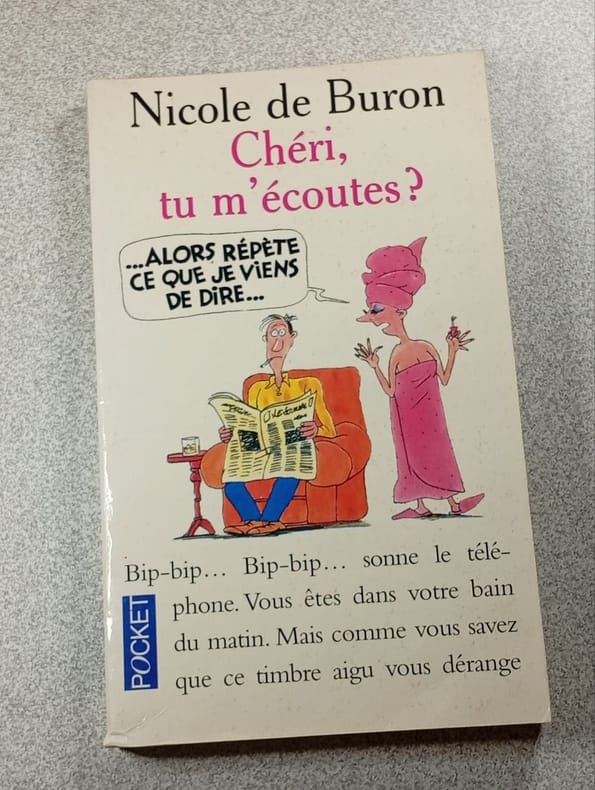 Nicole de Buron
Chéri,
tu m'écoutes?
...ALORS RÉPÈTE
CE QUE JE VIENS
DE DIRE...
Bip-bip... Bip-bip... sonne le télé-
phone. Vous êtes dans votre bain
du matin. Mais comme vous savez
que ce timbre aigu vous dérange
POCKET